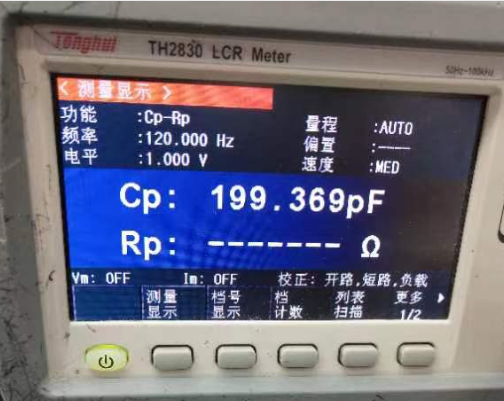 Tonghui TH2830 LCR Meter
50Hz-100kHz
< 测量显示 >
功能 :Cp-Rp 量程 :AUTO
频率 :120.000 Hz 偏置 :----
电平 :1.000 V 速度 :MED
Cp: 199.369pF
Rp: ------- Ω
Vm: OFF Im: OFF 校正: 开路,短路,负载
测量显示 档号显示 档计数 列表扫描 更多 1/2